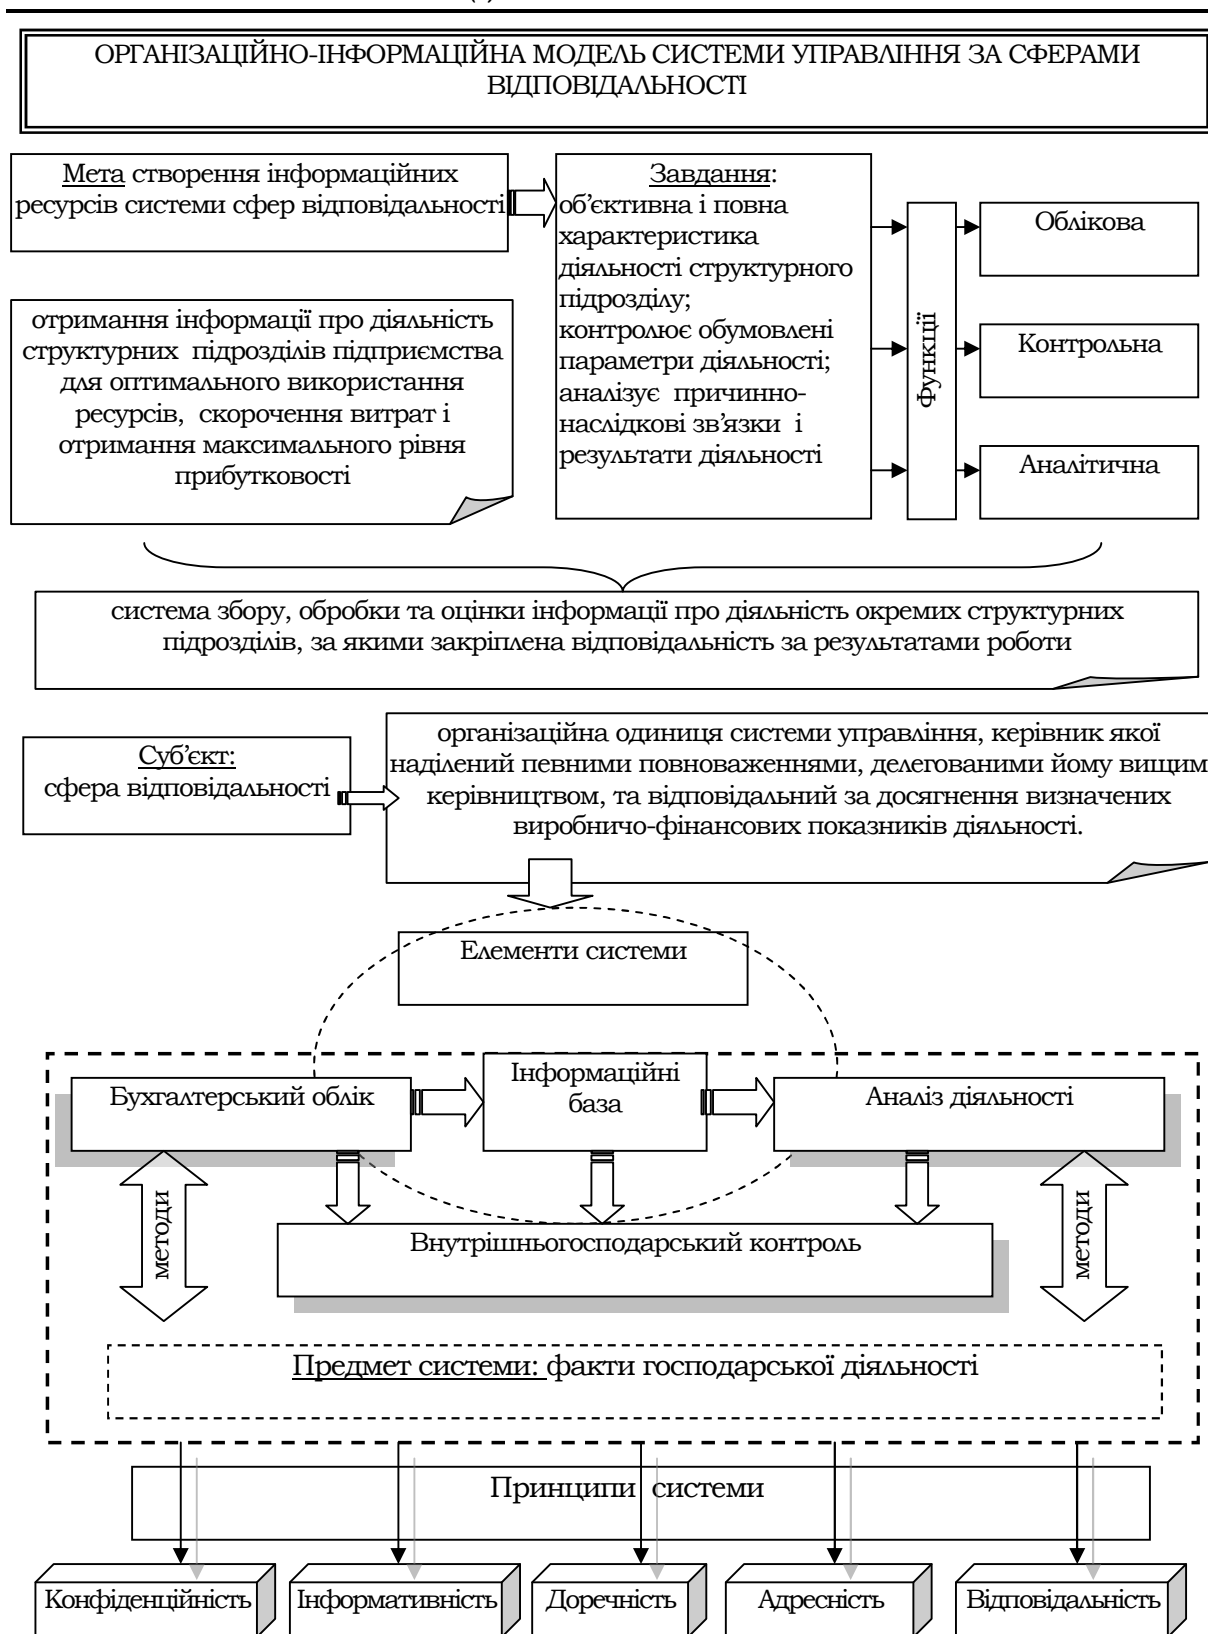 ОРГАНІЗАЦІЙНО-ІНФОРМАЦІЙНА МОДЕЛЬ СИСТЕМИ УПРАВЛІННЯ ЗА СФЕРАМИ
ВІДПОВІДАЛЬНОСТІ
Мета створення інформаційних
ресурсів системи сфер відповідальності
отримання інформації про діяльність
структурних підрозділів підприємства
для оптимального використання
ресурсів, скорочення витрат і
отримання максимального рівня
прибутковості
Завдання:
об'єктивна і повна
характеристика
діяльності структурного
підрозділу;
контролює обумовлені
параметри діяльності;
аналізує причинно-
наслідкові зв'язки і
результати діяльності
Функції
Облікова
Контрольна
Аналітична
система збору, обробки та оцінки інформації про діяльність окремих структурних
підрозділів, за якими закріплена відповідальність за результатами роботи
Суб'єкт:
сфера відповідальності
організаційна одиниця системи управління, керівник якої
наділений певними повноваженнями, делегованими йому вищим
керівництвом, та відповідальний за досягнення визначених
виробничо-фінансових показників діяльності.
Елементи системи
Бухгалтерський облік
Інформаційні
база
Аналіз діяльності
методи
Внутрішньогосподарський контроль
методи
Предмет системи: факти господарської діяльності
Принципи системи
Конфіденційність
Інформативність
Доречність
Адресність
Відповідальність